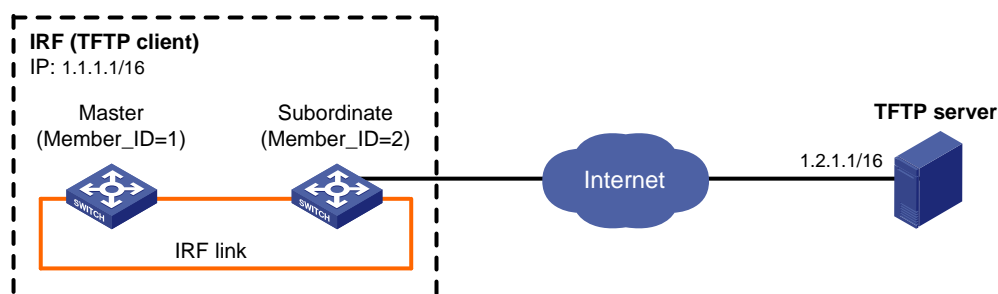 IRF (TFTP client)
IP: 1.1.1.1/16
Master
(Member_ID=1)
Subordinate
(Member_ID=2)
SWITCH
SWITCH
IRF link
Internet
TFTP server
1.2.1.1/16